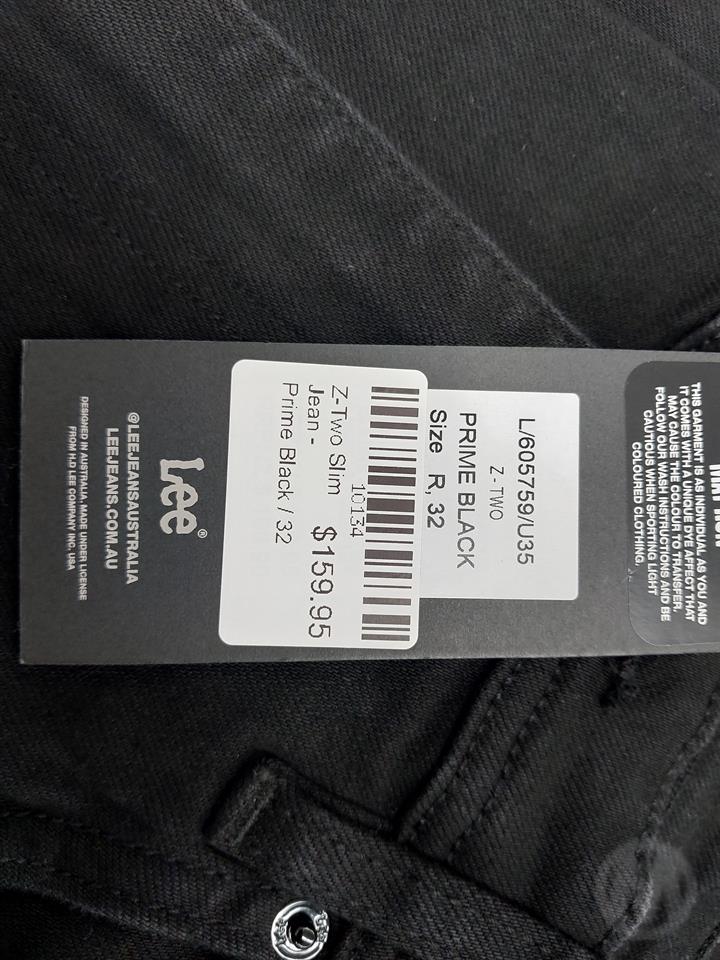 THIS GARMENT IS AS INDIVIDUAL AS YOU AND
IT COMES WITH A UNIQUE DYE AFFECT THAT
MAY CAUSE THE COLOUR TO TRANSFER.
FOLLOW OUR WASH INSTRUCTIONS AND BE
CAUTIOUS WHEN SPORTING LIGHT
COLOURED CLOTHING.
L/605759/U35
Z-TWO
PRIME BLACK
Size R, 32
10134
Z-Two Slim
Jean - $159.95
Prime Black / 32
Lee®
@LEEJEANSAUSTRALIA
LEEJEANS.COM.AU
DESIGNED IN AUSTRALIA. MADE UNDER LICENSE
FROM H.D LEE COMPANY INC. USA